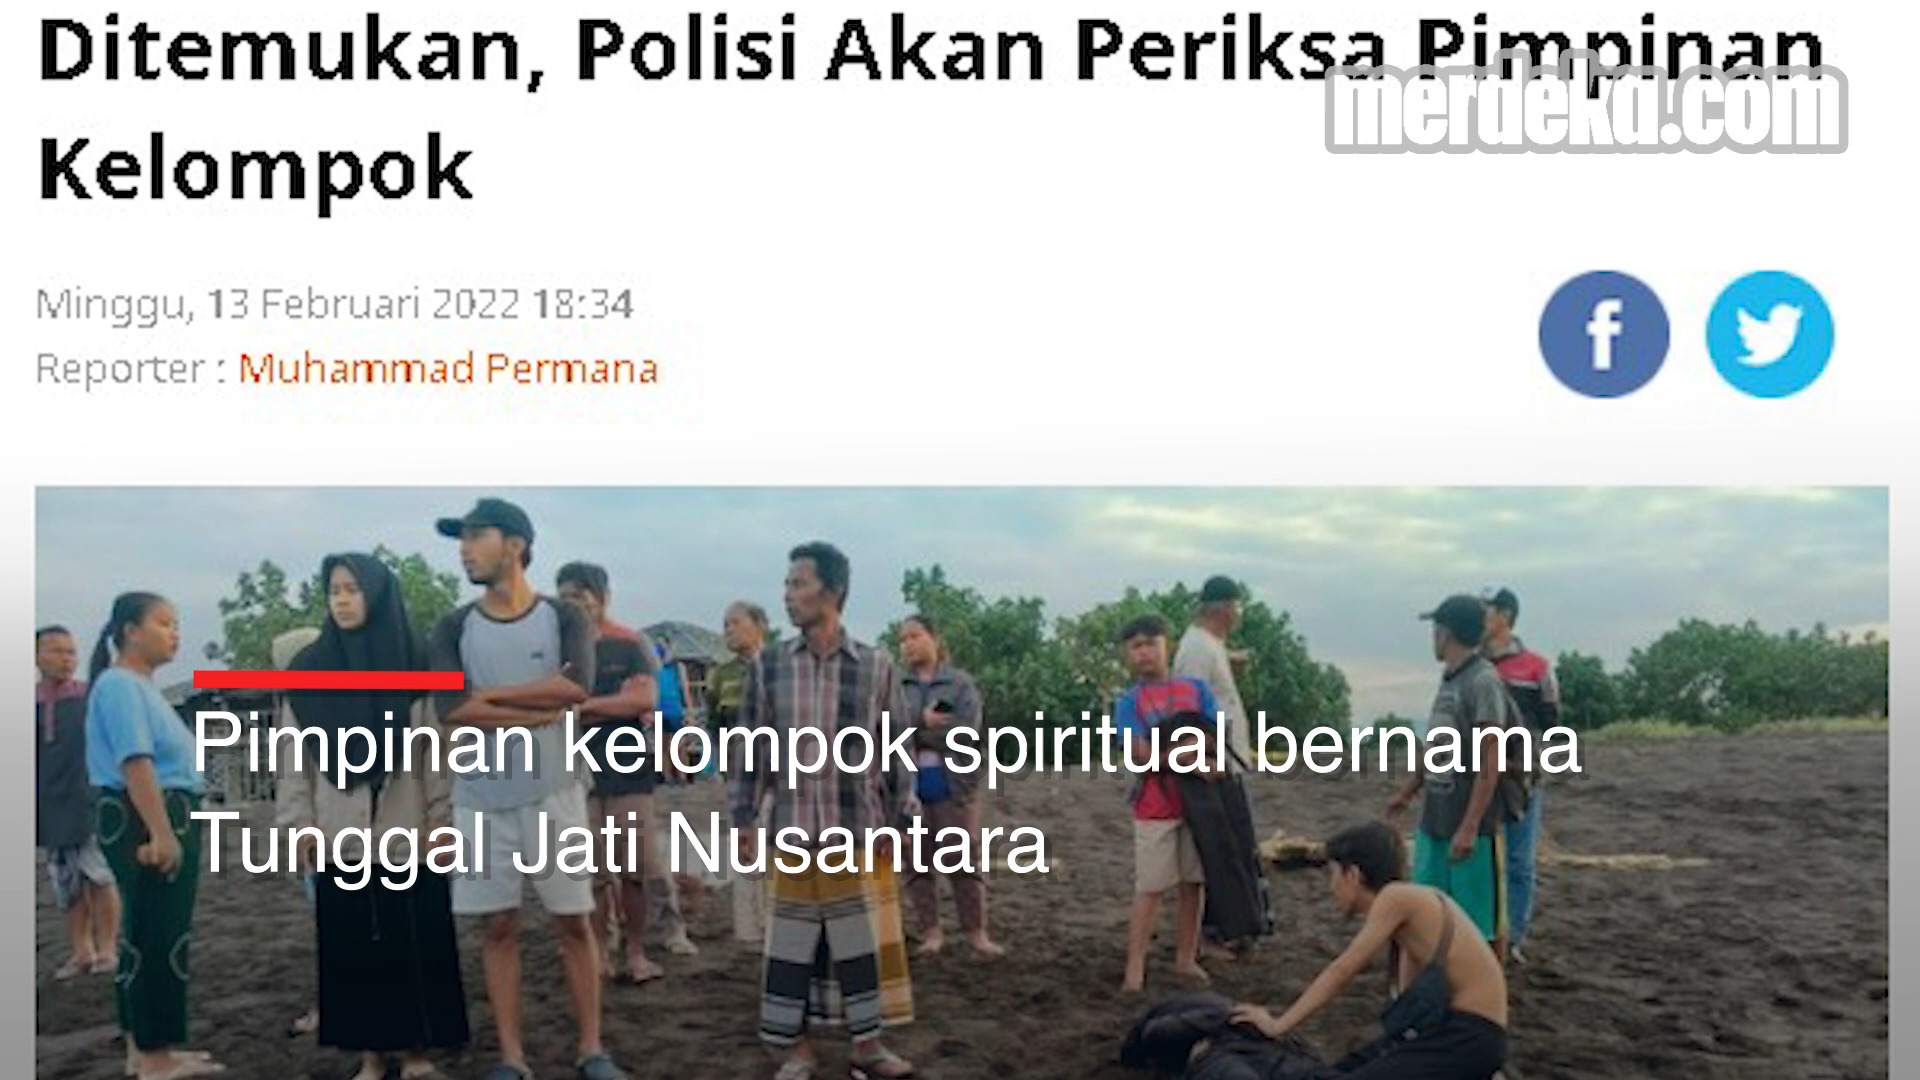 Ditemukan, Polisi Akan Periksa Pimpinan
merdeka.com
Kelompok
Minggu, 13 Februari 2022 18:34
Reporter : Muhammad Permana
Pimpinan kelompok spiritual bernama
Tunggal Jati Nusantara